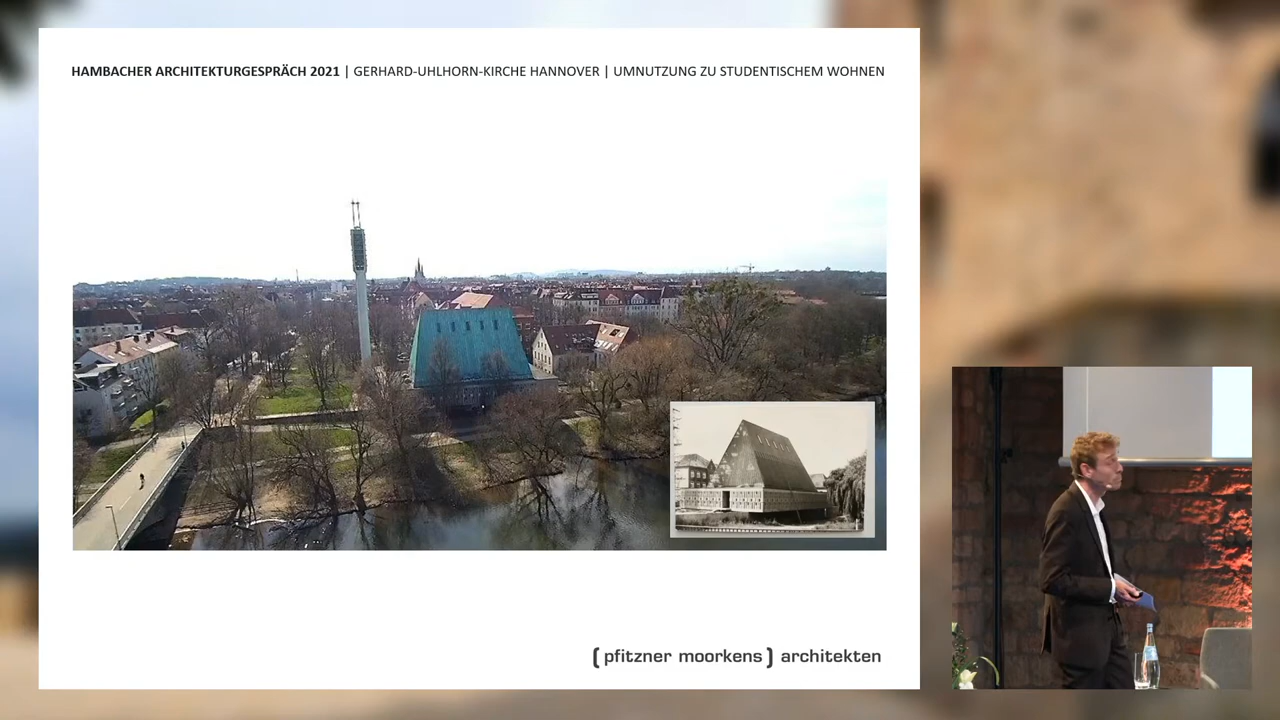 HAMBACHER ARCHITEKTURGESPRÄCH 2021 | GERHARD-UHLHORN-KIRCHE HANNOVER | UMNUTZUNG ZU STUDENTISCHEM WOHNEN
(pfitzner moorkens) architekten